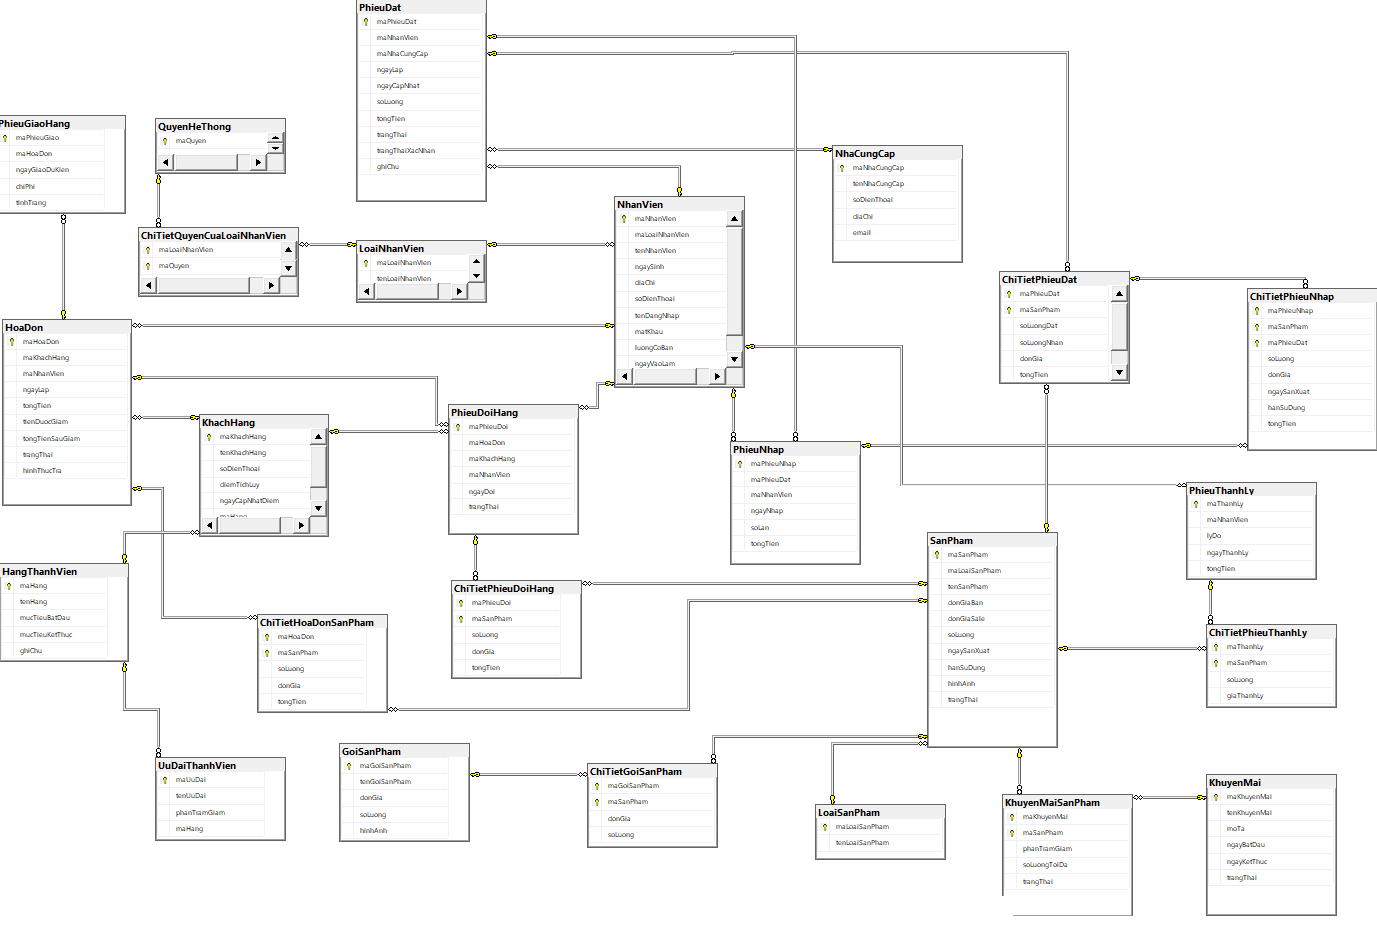 PhieuDat
maPhieuDat
maNhanVien
maNhaCungCap
ngayLap
ngayCapNhat
soLuong
tongTien
trangThai
trangThaiXacNhan
ghiChu
PhieuGiaoHang
maPhieuGiao
maHoaDon
ngayGiaoDuKien
chiPhi
tinhTrang
QuyenHeThong
maQuyen
NhaCungCap
maNhaCungCap
tenNhaCungCap
soDienThoai
diaChi
email
NhanVien
maNhanVien
maLoaiNhanVien
tenNhanVien
ngaySinh
diaChi
soDienThoai
tenDangNhap
matKhau
luongCoBan
ngayVaoLam
ChiTietQuyenCuaLoaiNhanVien
maLoaiNhanVien
maQuyen
LoaiNhanVien
maLoaiNhanVien
tenLoaiNhanVien
ChiTietPhieuDat
maPhieuDat
maSanPham
soLuongDat
soLuongNhan
donGia
tongTien
ChiTietPhieuNhap
maPhieuNhap
maSanPham
maPhieuDat
soLuong
donGia
ngaySanXuat
hanSuDung
tongTien
HoaDon
maHoaDon
maKhachHang
maNhanVien
ngayLap
tongTien
tienDuocGiam
tongTienSauGiam
trangThai
hinhThucTra
KhachHang
maKhachHang
tenKhachHang
soDienThoai
diemTichLuy
ngayCapNhatDiem
maHang
PhieuDoiHang
maPhieuDoi
maHoaDon
maKhachHang
maNhanVien
ngayDoi
trangThai
PhieuNhap
maPhieuNhap
maPhieuDat
maNhanVien
ngayNhap
soLan
tongTien
PhieuThanhLy
maThanhLy
maNhanVien
lyDo
ngayThanhLy
tongTien
SanPham
maSanPham
maLoaiSanPham
tenSanPham
donGiaBan
donGiaSale
soLuong
ngaySanXuat
hanSuDung
hinhAnh
trangThai
HangThanhVien
maHang
tenHang
mucTieuBatDau
mucTieuKetThuc
ghiChu
ChiTietPhieuDoiHang
maPhieuDoi
maSanPham
soLuong
donGia
tongTien
ChiTietHoaDonSanPham
maHoaDon
maSanPham
soLuong
donGia
tongTien
ChiTietPhieuThanhLy
maThanhLy
maSanPham
soLuong
giaThanhLy
UuDaiThanhVien
maUuDai
tenUuDai
phanTramGiam
maHang
GoiSanPham
maGoiSanPham
tenGoiSanPham
donGia
soLuong
hinhAnh
ChiTietGoiSanPham
maGoiSanPham
maSanPham
donGia
soLuong
LoaiSanPham
maLoaiSanPham
tenLoaiSanPham
KhuyenMaiSanPham
maKhuyenMai
maSanPham
phanTramGiam
soLuongToiDa
trangThai
KhuyenMai
maKhuyenMai
tenKhuyenMai
moTa
ngayBatDau
ngayKetThuc
trangThai